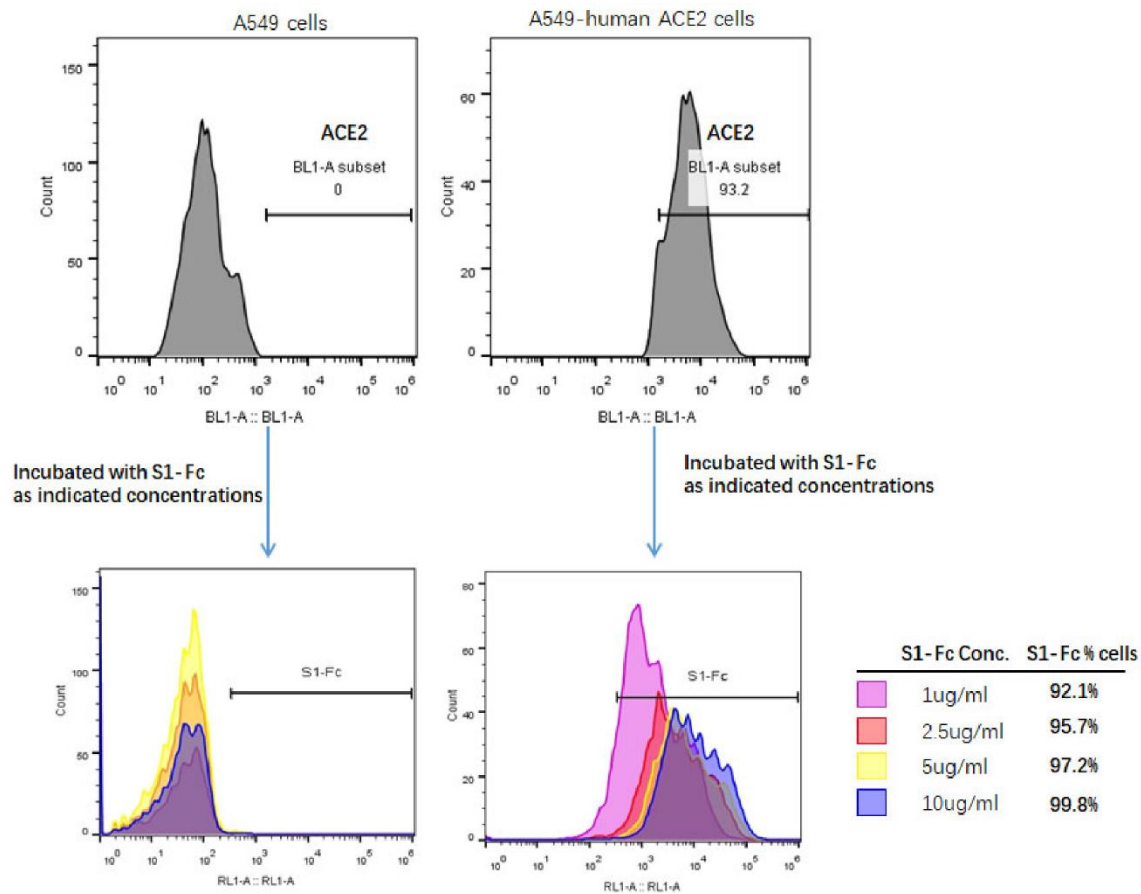 A549 cells
A549-human ACE2 cells
150
100
50
0
Count
ACE2
BL1-A subset
0
10^0 10^1 10^2 10^3 10^4 10^5 10^6
BL1-A :: BL1-A
60
40
20
0
Count
ACE2
BL1-A subset
93.2
10^0 10^1 10^2 10^3 10^4 10^5 10^6
BL1-A :: BL1-A
Incubated with S1-Fc
as indicated concentrations
Incubated with S1-Fc
as indicated concentrations
150
100
50
0
Count
S1-Fc
10^0 10^1 10^2 10^3 10^4 10^5 10^6
RL1-A :: RL1-A
80
60
40
20
0
Count
S1-Fc
10^0 10^1 10^2 10^3 10^4 10^5 10^6
RL1-A :: RL1-A
S1-Fc Conc. S1-Fc % cells
1ug/ml 92.1%
2.5ug/ml 95.7%
5ug/ml 97.2%
10ug/ml 99.8%